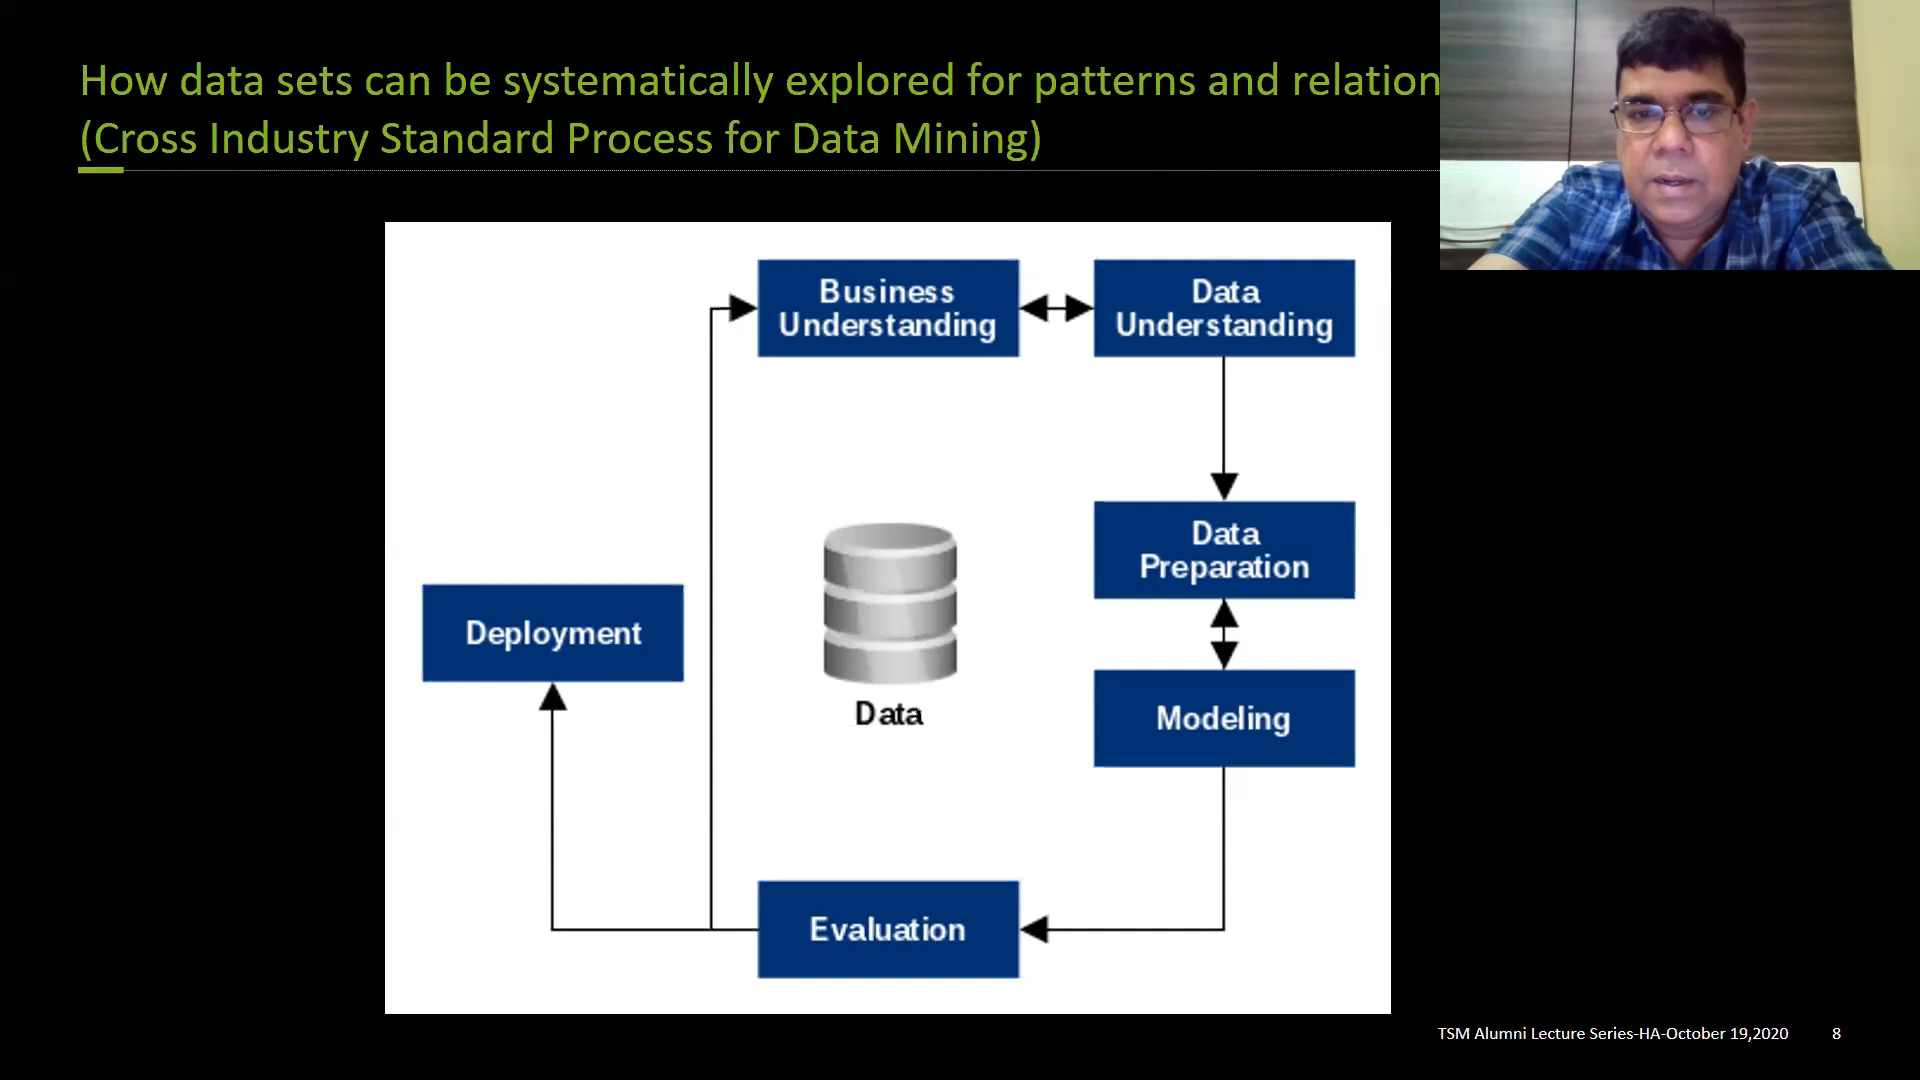 How data sets can be systematically explored for patterns and relation
(Cross Industry Standard Process for Data Mining)
Business
Understanding
Data
Understanding
Data
Preparation
Deployment
Data
Modeling
Evaluation
TSM Alumni Lecture Series-HA-October 19,2020
8